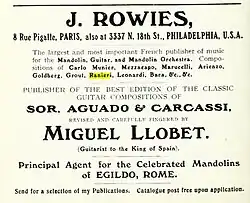 J. ROWIES,
8 Rue Pigalle, PARIS, also at 3337 N. 18th St., PHILADELPHIA, U.S.A.
The largest and most important French publisher of music
for the Mandolin, Guitar, and Mandolin Orchestra. Compo-
sitions of Carlo Munier, Mezzacapo, Marucelli, Arienzo,
Goldberg, Grout, Ranieri, Leonardi, Bara, &c., &c.
PUBLISHER OF THE BEST EDITION OF THE CLASSIC
GUITAR COMPOSITIONS OF
SOR, AGUADO & CARCASSI,
REVISED AND CAREFULLY FINGERED BY
MIGUEL LLOBET.
(Guitarist to the King of Spain).
Principal Agent for the Celebrated Mandolins
of EGILDO, ROME.
Send for a selection of my Publications. Catalogue post free upon application.